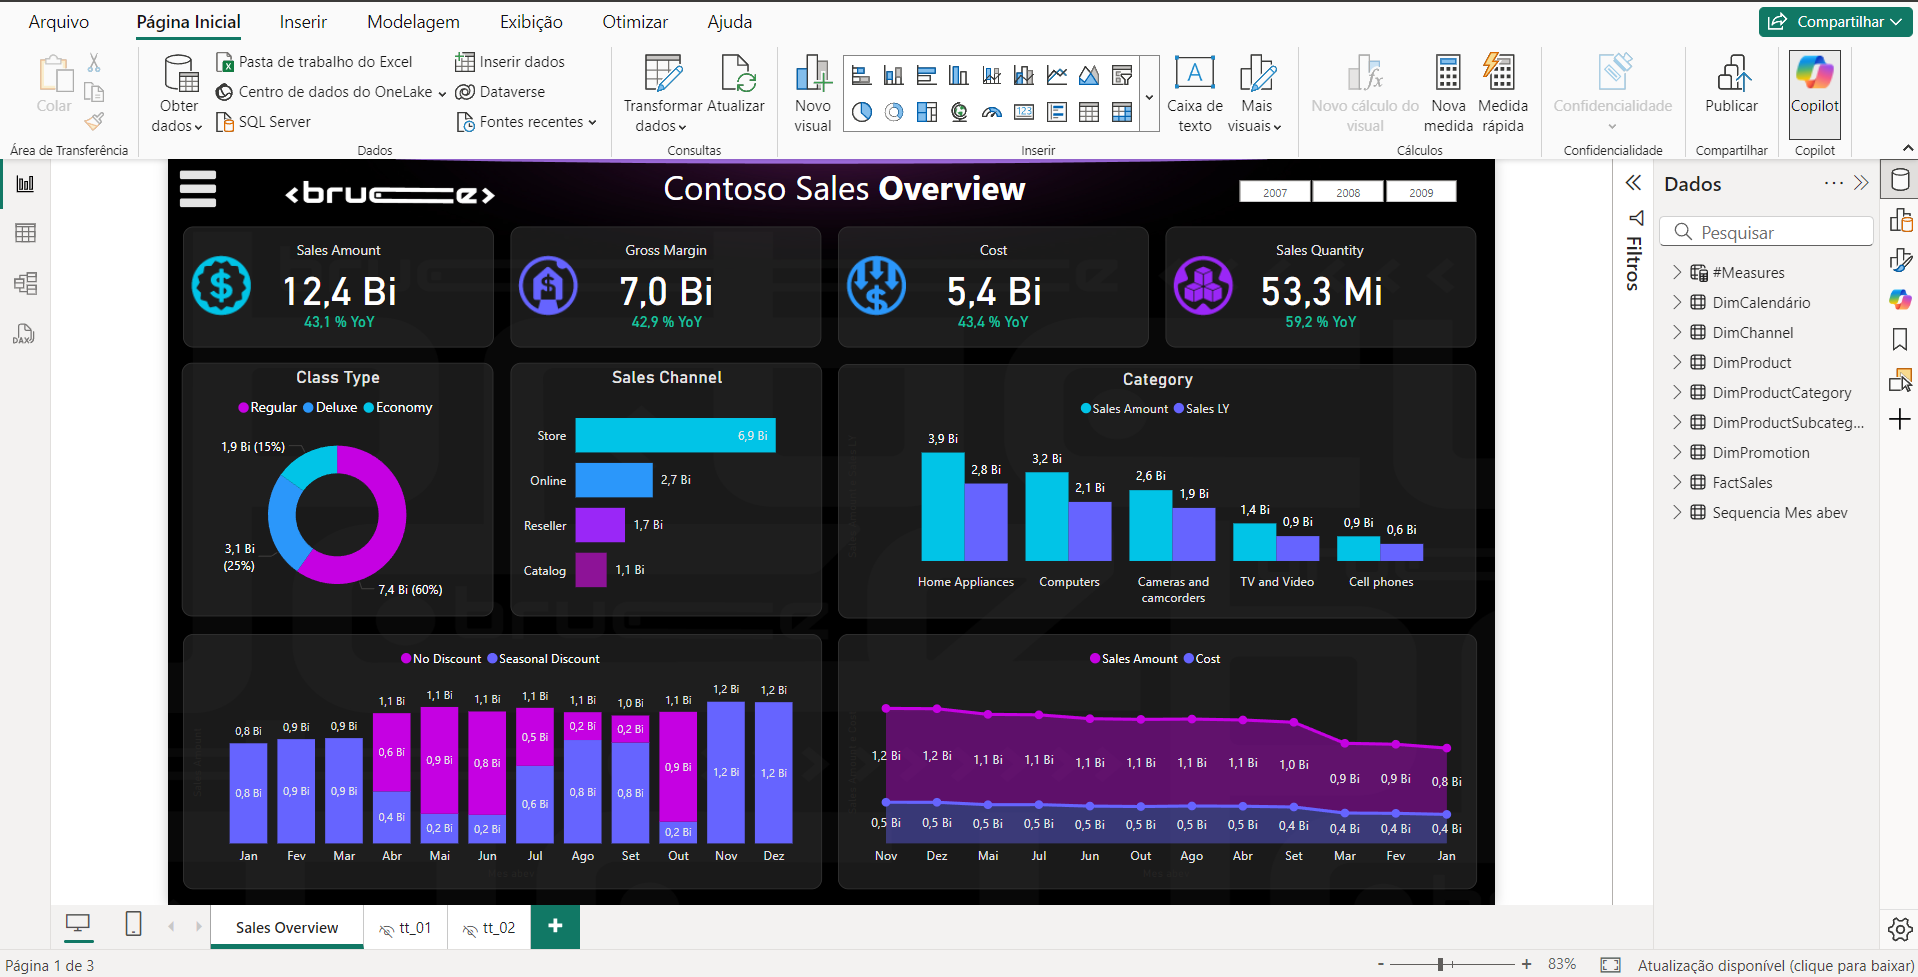 Arquivo Página Inicial Inserir Modelagem Exibição Otimizar Ajuda Compartilhar
Colar
Área de Transferência
Obter dados
Pasta de trabalho do Excel
Centro de dados do OneLake
SQL Server
Inserir dados
Dataverse
Fontes recentes
Dados
Transformar dados
Atualizar
Consultas
Novo visual
Caixa de texto
Mais visuais
Inserir
Novo cálculo do visual
Nova medida
Medida rápida
Cálculos
Confidencialidade
Confidencialidade
Publicar
Compartilhar
Copilot
Copilot
<bruce>
Contoso Sales Overview
2007 2008 2009
Sales Amount
12,4 Bi
43,1 % YoY
Gross Margin
7,0 Bi
42,9 % YoY
Cost
5,4 Bi
43,4 % YoY
Sales Quantity
53,3 Mi
59,2 % YoY
Class Type
Regular Deluxe Economy
1,9 Bi (15%)
3,1 Bi
(25%)
7,4 Bi (60%)
Sales Channel
Store 6,9 Bi
Online 2,7 Bi
Reseller 1,7 Bi
Catalog 1,1 Bi
Category
Sales Amount Sales LY
3,9 Bi 2,8 Bi 3,2 Bi 2,1 Bi 2,6 Bi 1,9 Bi 1,4 Bi 0,9 Bi 0,9 Bi 0,6 Bi
Home Appliances Computers Cameras and camcorders TV and Video Cell phones
No Discount Seasonal Discount
0,8 Bi 0,9 Bi 0,9 Bi 1,1 Bi 1,1 Bi 1,1 Bi 1,1 Bi 1,1 Bi 1,0 Bi 1,1 Bi 1,2 Bi 1,2 Bi
0,6 Bi 0,9 Bi 0,8 Bi 0,5 Bi 0,2 Bi 0,2 Bi 0,9 Bi
0,8 Bi 0,9 Bi 0,9 Bi 0,4 Bi 0,2 Bi 0,2 Bi 0,6 Bi 0,8 Bi 0,8 Bi 0,2 Bi 1,2 Bi 1,2 Bi
Jan Fev Mar Abr Mai Jun Jul Ago Set Out Nov Dez
Sales Amount Cost
1,2 Bi 1,2 Bi 1,1 Bi 1,1 Bi 1,1 Bi 1,1 Bi 1,1 Bi 1,1 Bi 1,0 Bi 0,9 Bi 0,9 Bi 0,8 Bi
0,5 Bi 0,5 Bi 0,5 Bi 0,5 Bi 0,5 Bi 0,5 Bi 0,5 Bi 0,5 Bi 0,4 Bi 0,4 Bi 0,4 Bi 0,4 Bi
Nov Dez Mai Jul Jun Out Ago Abr Set Mar Fev Jan
Filtros
Dados
Pesquisar
#Measures
DimCalendário
DimChannel
DimProduct
DimProductCategory
DimProductSubcateg...
DimPromotion
FactSales
Sequencia Mes abev
Sales Overview tt_01 tt_02 +
Página 1 de 3
- + 83% Atualização disponível (clique para baixar)